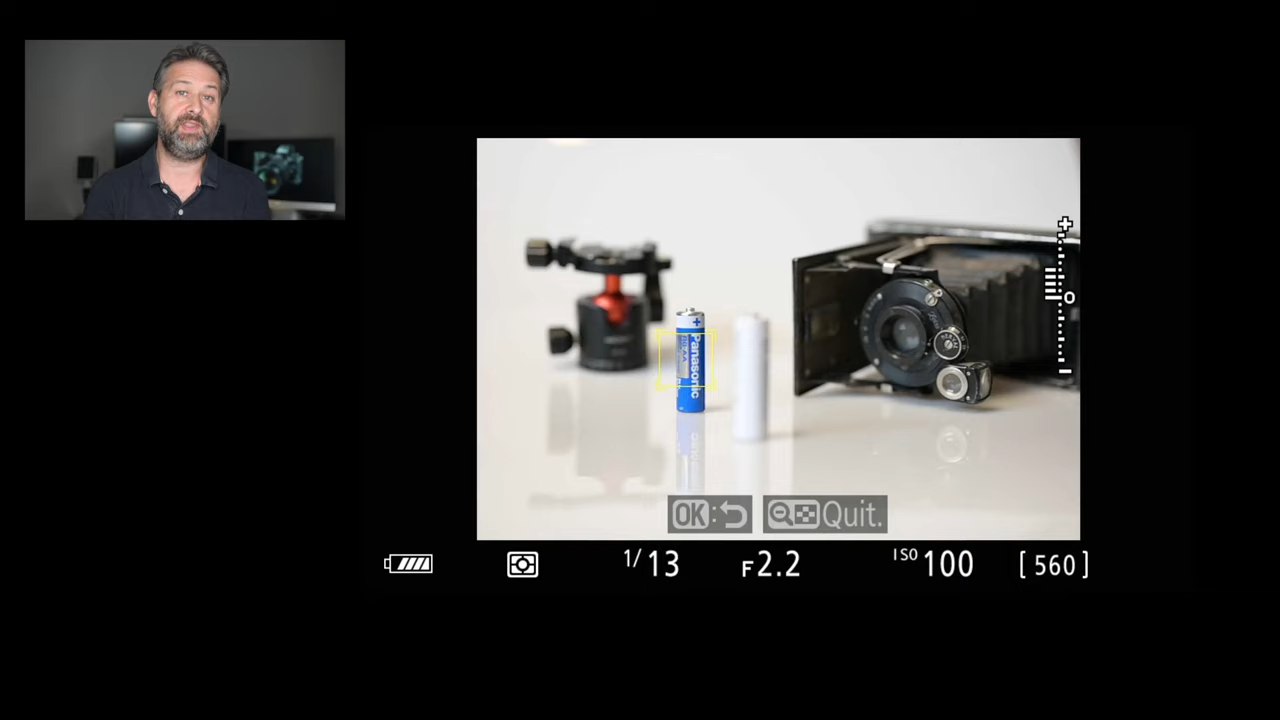 +
Panasonic
OK:
Quit.
1/13
F2.2
ISO 100
[560]